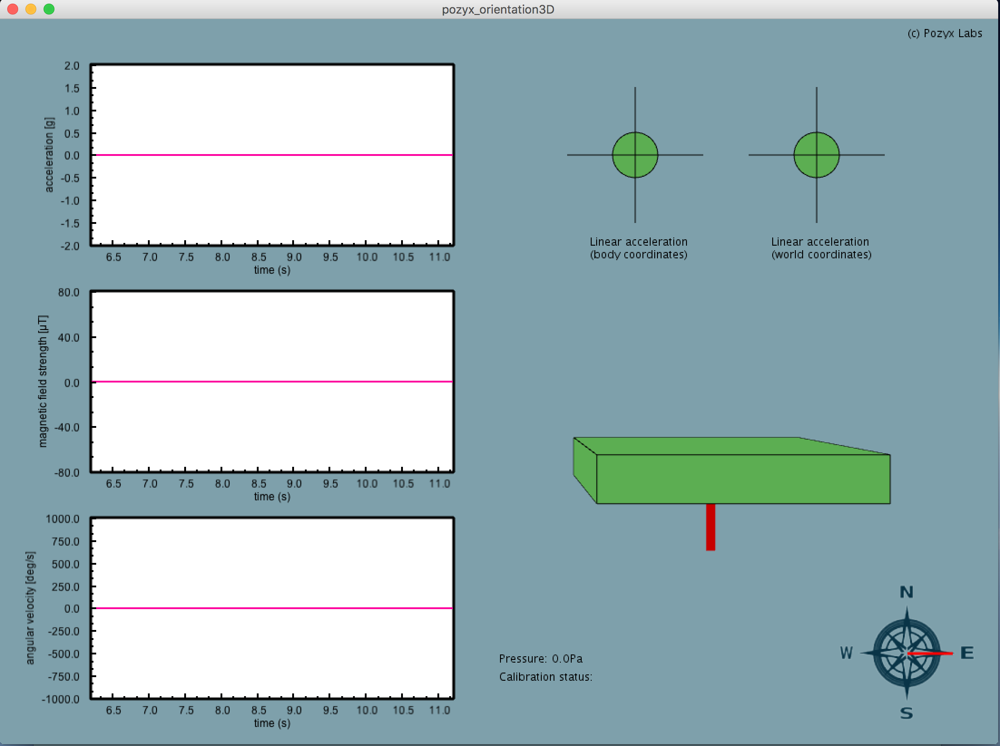 pozyx_orientation3D
(c) Pozyx Labs
2.0
1.5
1.0
0.5
0.0
-0.5
-1.0
-1.5
-2.0
acceleration [g]
6.5 7.0 7.5 8.0 8.5 9.0 9.5 10.0 10.5 11.0
time (s)
Linear acceleration
(body coordinates)
Linear acceleration
(world coordinates)
80.0
40.0
0.0
-40.0
-80.0
magnetic field strength [µT]
6.5 7.0 7.5 8.0 8.5 9.0 9.5 10.0 10.5 11.0
time (s)
1000.0
750.0
500.0
250.0
0.0
-250.0
-500.0
-750.0
-1000.0
angular velocity [deg/s]
6.5 7.0 7.5 8.0 8.5 9.0 9.5 10.0 10.5 11.0
time (s)
Pressure: 0.0Pa
Calibration status:
N
W E
S